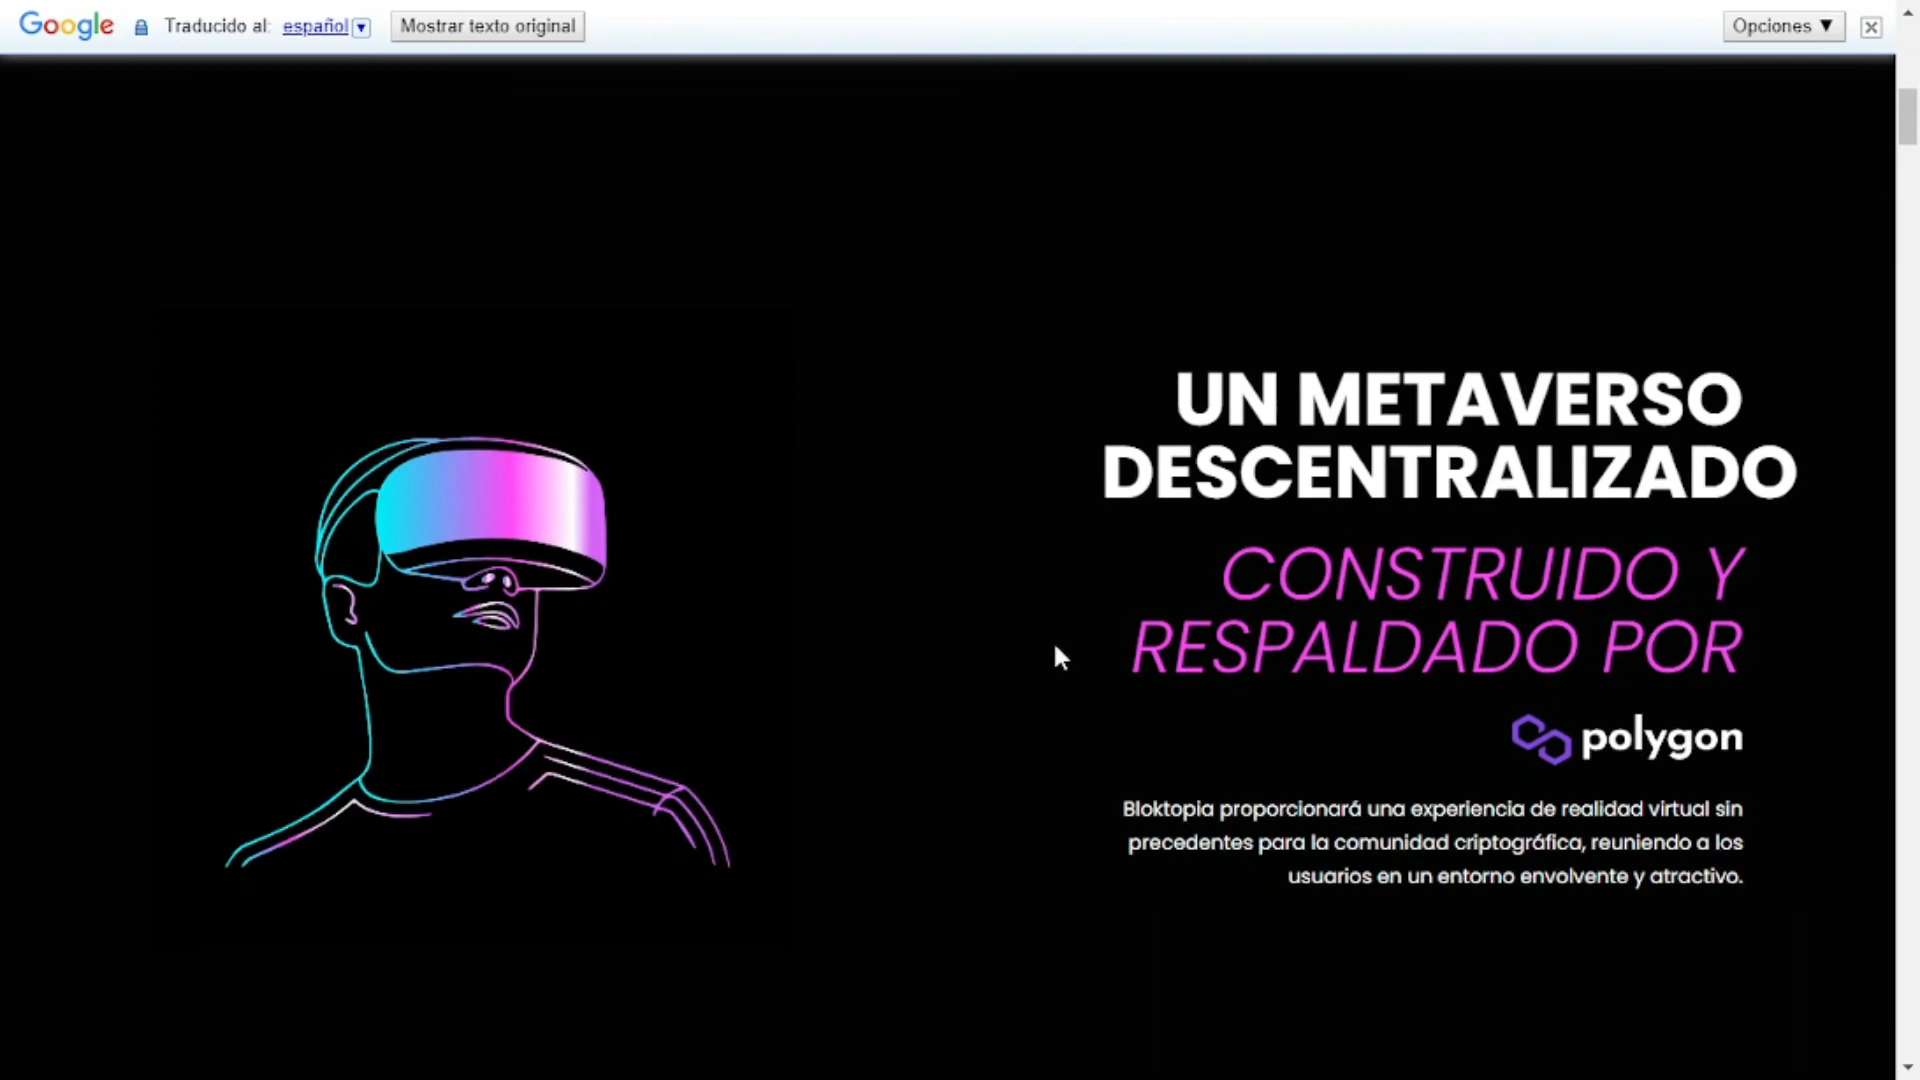 Google Traducido al: español Mostrar texto original Opciones ▼
UN METAVERSO
DESCENTRALIZADO
CONSTRUIDO Y
RESPALDADO POR
polygon
Bloktopia proporcionará una experiencia de realidad virtual sin
precedentes para la comunidad criptográfica, reuniendo a los
usuarios en un entorno envolvente y atractivo.